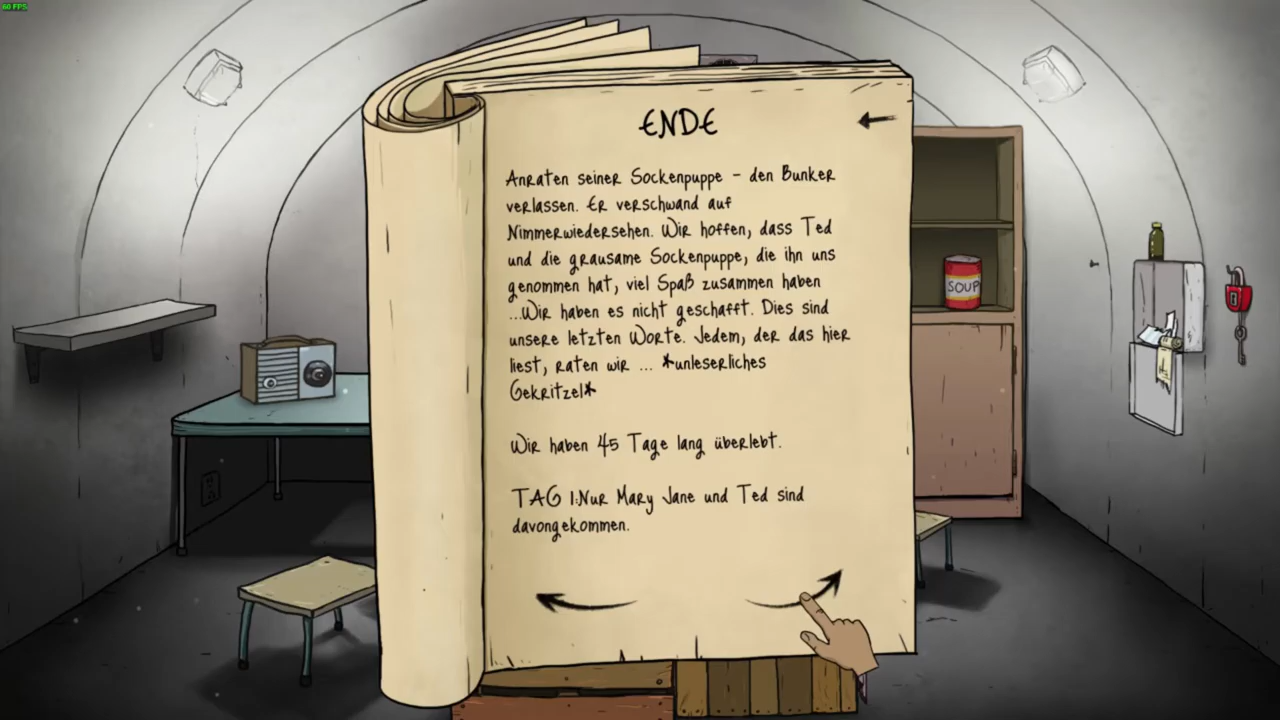 60 FPS
ENDE
Anraten seiner Sockenpuppe - den Bunker
verlassen. Er verschwand auf
Nimmerwiedersehen. Wir hoffen, dass Ted
und die grausame Sockenpuppe, die ihn uns
genommen hat, viel Spaß zusammen haben
...Wir haben es nicht geschafft. Dies sind
unsere letzten Worte. Jedem, der das hier
liest, raten wir ... *unleserliches
Gekritzel*
Wir haben 45 Tage lang überlebt.
TAG 1:Nur Mary Jane und Ted sind
davongekommen.
SOUP